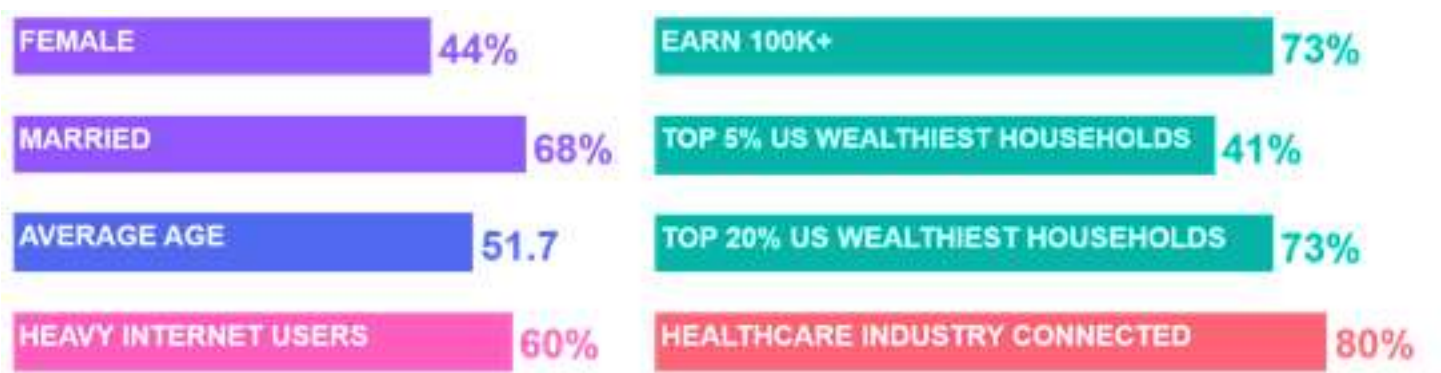 FEMALE 44%
MARRIED 68%
AVERAGE AGE 51.7
HEAVY INTERNET USERS 60%
EARN 100K+ 73%
TOP 5% US WEALTHIEST HOUSEHOLDS 41%
TOP 20% US WEALTHIEST HOUSEHOLDS 73%
HEALTHCARE INDUSTRY CONNECTED 80%